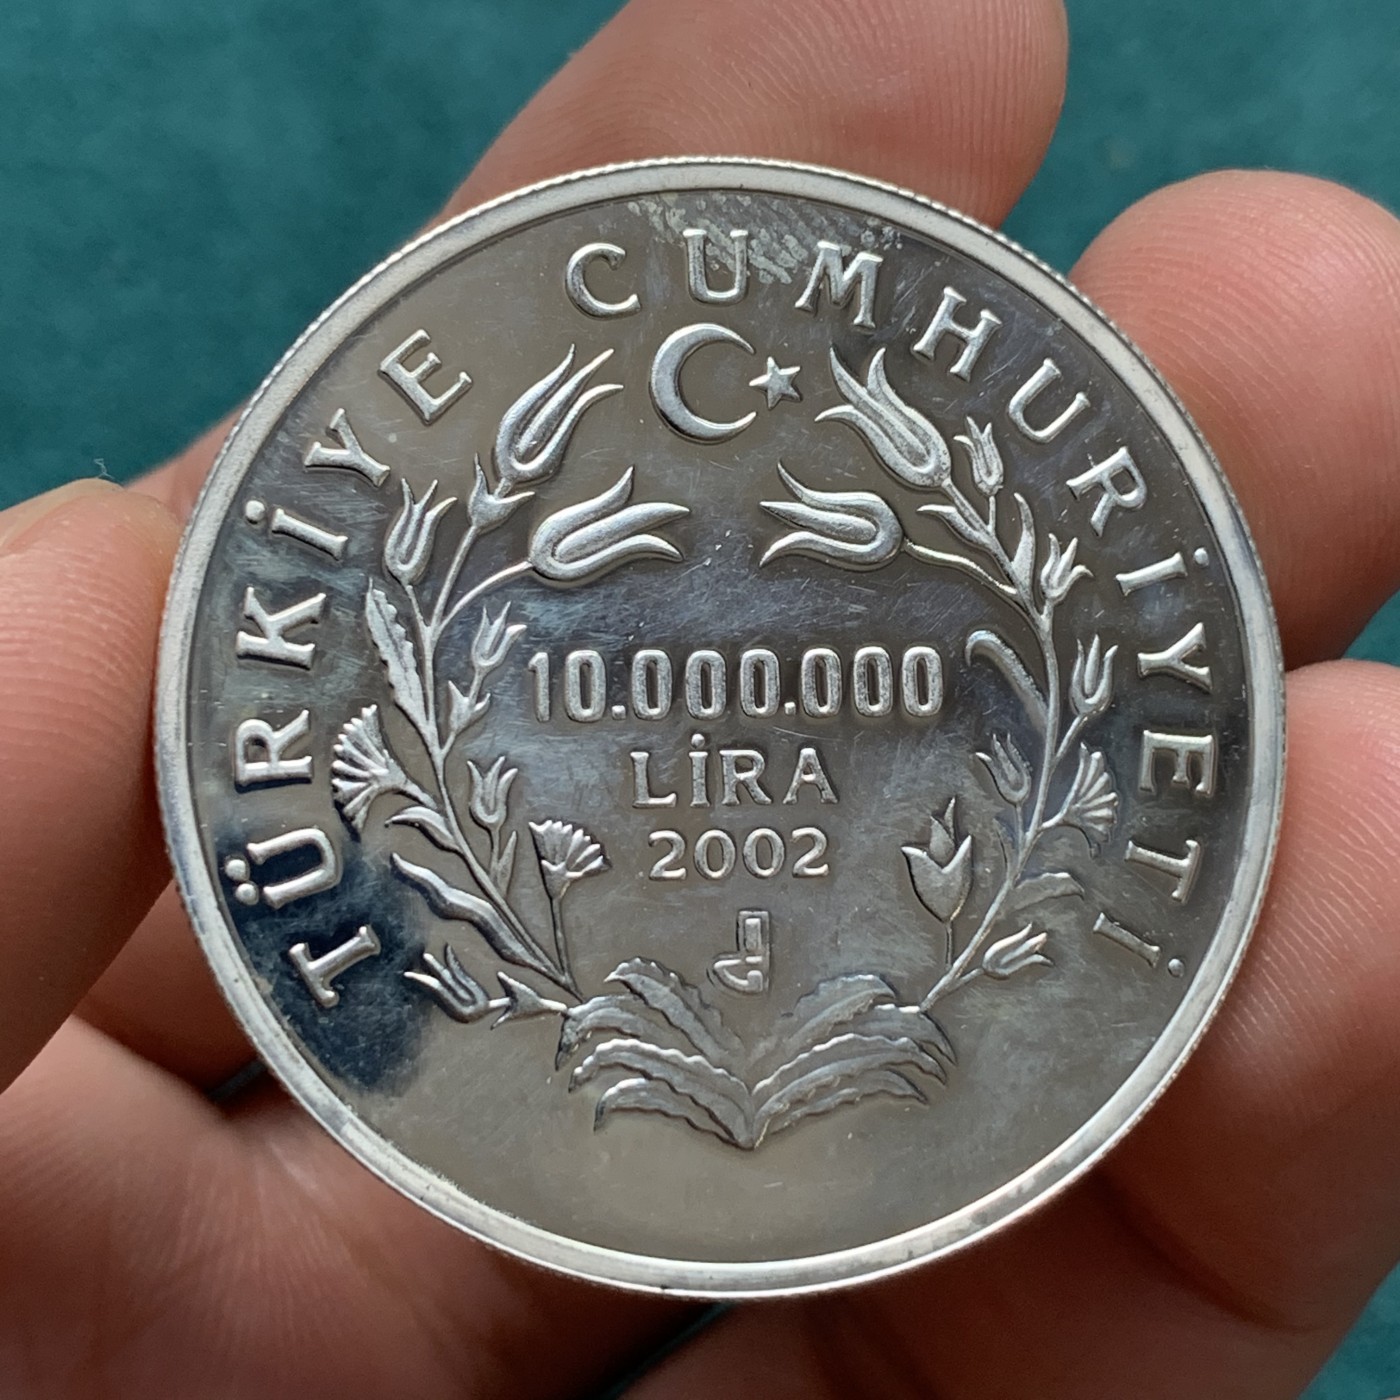 TÜRKİYE CUMHURİYETİ
10.000.000
LİRA
2002